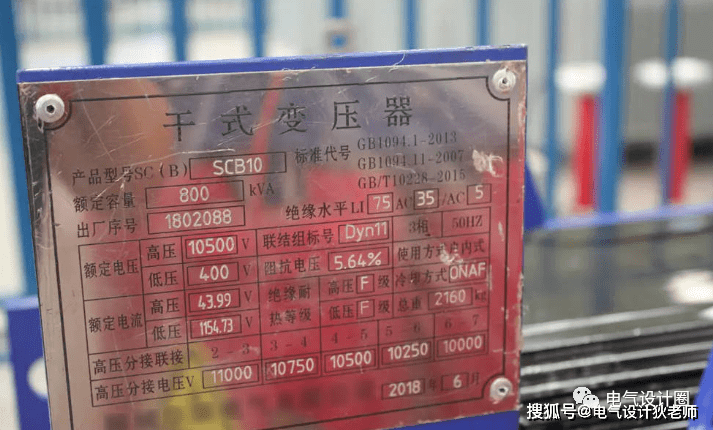 干式变压器
产品型号SC(B) SCB10 标准代号 GB1094.1-2013
GB1094.11-2007
GB/T10228-2015
额定容量 800 kVA
出厂序号 1802088 绝缘水平LI 75 AC 35 /AC 5
额定电压 高压 10500 V 联结组标号 Dyn11 3相 50HZ
低压 400 V 阻抗电压 5.64% 使用方式户内式
额定电流 高压 43.99 V 绝缘耐热等级 高压 F 级 冷却方式 ONAF
低压 1154.73 V 低压 F 级 总重 2160 kg
高压分接联接 2-3 3-4 4-5 5-6 6-7
高压分接电压V 11000 10750 10500 10250 10000
2018 年 6 月
电气设计圈
搜狐号@电气设计狄老师